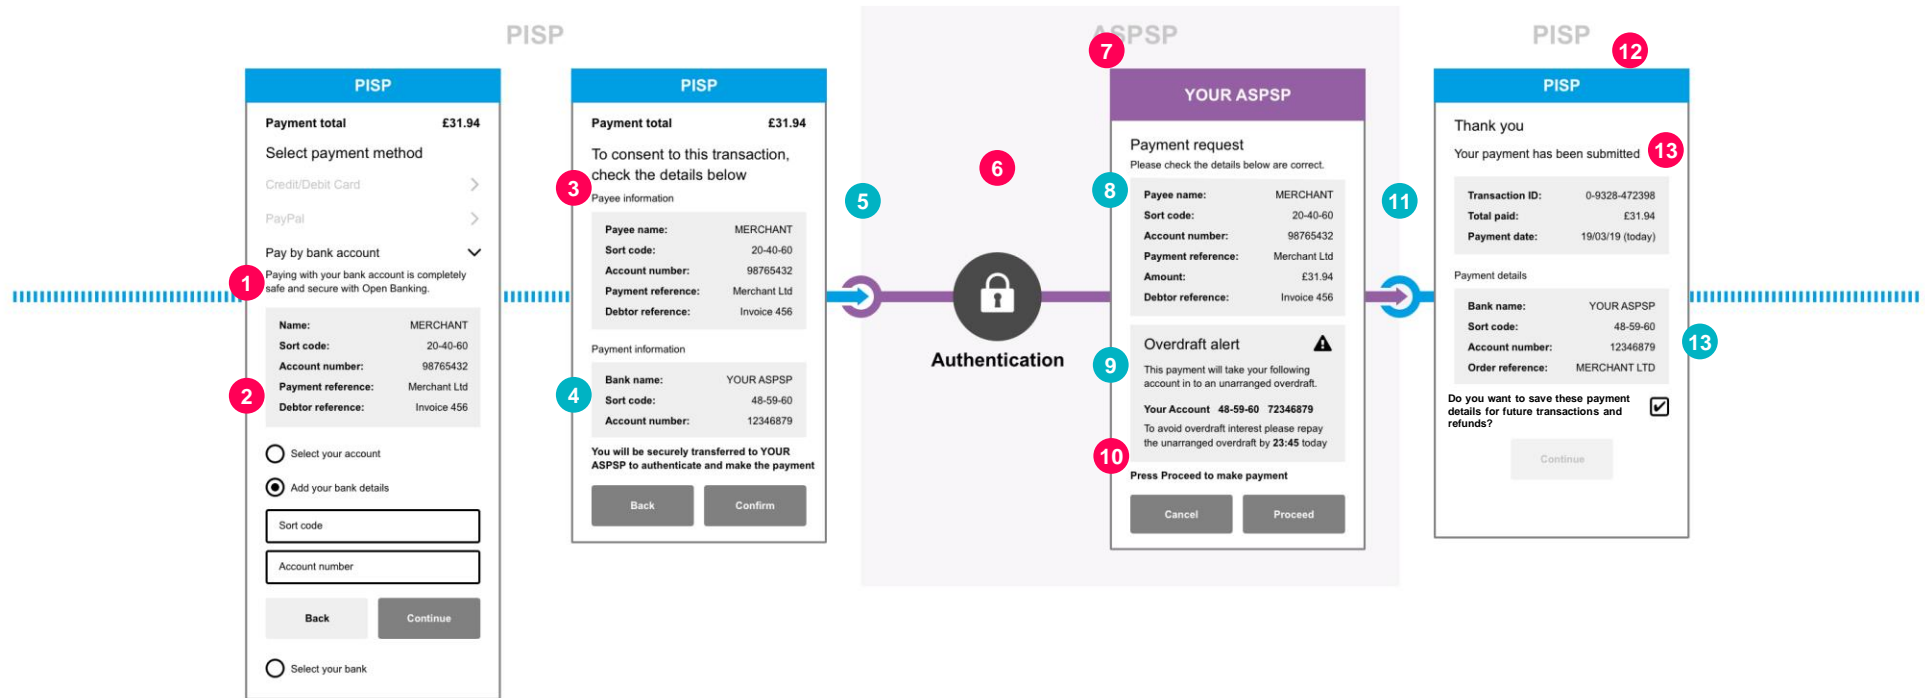 PISP
ASPSP
PISP
PISP
Payment total £31.94
Select payment method
Credit/Debit Card
PayPal
Pay by bank account
1
Paying with your bank account is completely
safe and secure with Open Banking.
Name: MERCHANT
Sort code: 20-40-60
Account number: 98765432
2
Payment reference: Merchant Ltd
Debtor reference: Invoice 456
Select your account
Add your bank details
Sort code
Account number
Back Continue
Select your bank
PISP
Payment total £31.94
To consent to this transaction,
check the details below
3
Payee information
Payee name: MERCHANT
Sort code: 20-40-60
Account number: 98765432
Payment reference: Merchant Ltd
Debtor reference: Invoice 456
Payment information
4
Bank name: YOUR ASPSP
Sort code: 48-59-60
Account number: 12346879
You will be securely transferred to YOUR
ASPSP to authenticate and make the payment
Back Confirm
5
6
Authentication
7
YOUR ASPSP
Payment request
Please check the details below are correct.
8
Payee name: MERCHANT
Sort code: 20-40-60
Account number: 98765432
Payment reference: Merchant Ltd
Amount: £31.94
Debtor reference: Invoice 456
Overdraft alert
9
This payment will take your following
account in to an unarranged overdraft.
Your Account 48-59-60 72346879
To avoid overdraft interest please repay
the unarranged overdraft by 23:45 today
10
Press Proceed to make payment
Cancel Proceed
11
12
PISP
Thank you
Your payment has been submitted
13
Transaction ID: 0-9328-472398
Total paid: £31.94
Payment date: 19/03/19 (today)
Payment details
Bank name: YOUR ASPSP
Sort code: 48-59-60
Account number: 12346879
13
Order reference: MERCHANT LTD
Do you want to save these payment
details for future transactions and
refunds?
Continue